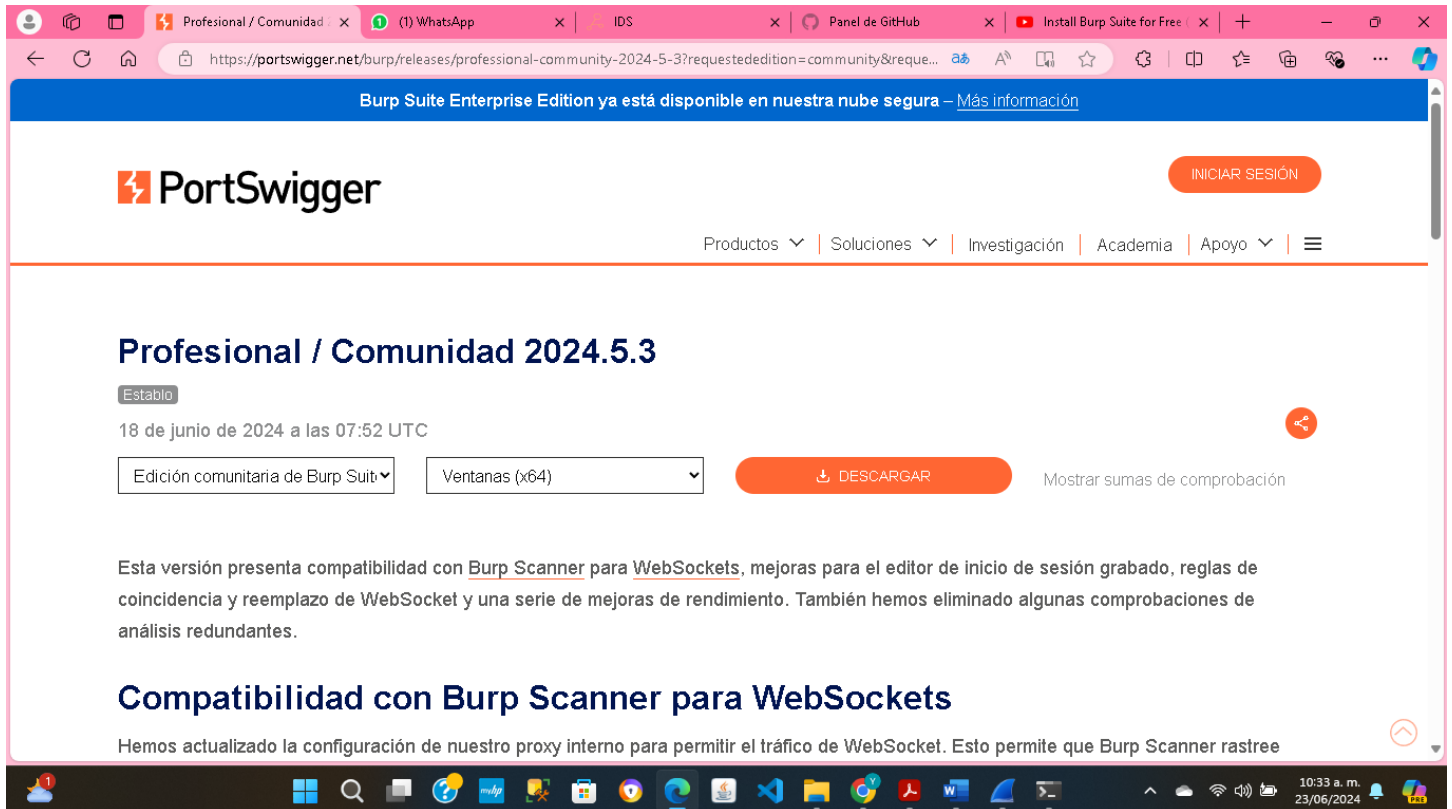 Profesional / Comunidad 2
(1) WhatsApp
IDS
Panel de GitHub
Install Burp Suite for Free (
https://portswigger.net/burp/releases/professional-community-2024-5-3?requestededition=community&reque...
Burp Suite Enterprise Edition ya está disponible en nuestra nube segura – Más información
PortSwigger
INICIAR SESIÓN
Productos
Soluciones
Investigación
Academia
Apoyo
Profesional / Comunidad 2024.5.3
Establo
18 de junio de 2024 a las 07:52 UTC
Edición comunitaria de Burp Suit
Ventanas (x64)
DESCARGAR
Mostrar sumas de comprobación
Esta versión presenta compatibilidad con Burp Scanner para WebSockets, mejoras para el editor de inicio de sesión grabado, reglas de
coincidencia y reemplazo de WebSocket y una serie de mejoras de rendimiento. También hemos eliminado algunas comprobaciones de
análisis redundantes.
Compatibilidad con Burp Scanner para WebSockets
Hemos actualizado la configuración de nuestro proxy interno para permitir el tráfico de WebSocket. Esto permite que Burp Scanner rastree
1
10:33 a. m.
23/06/2024
PRE